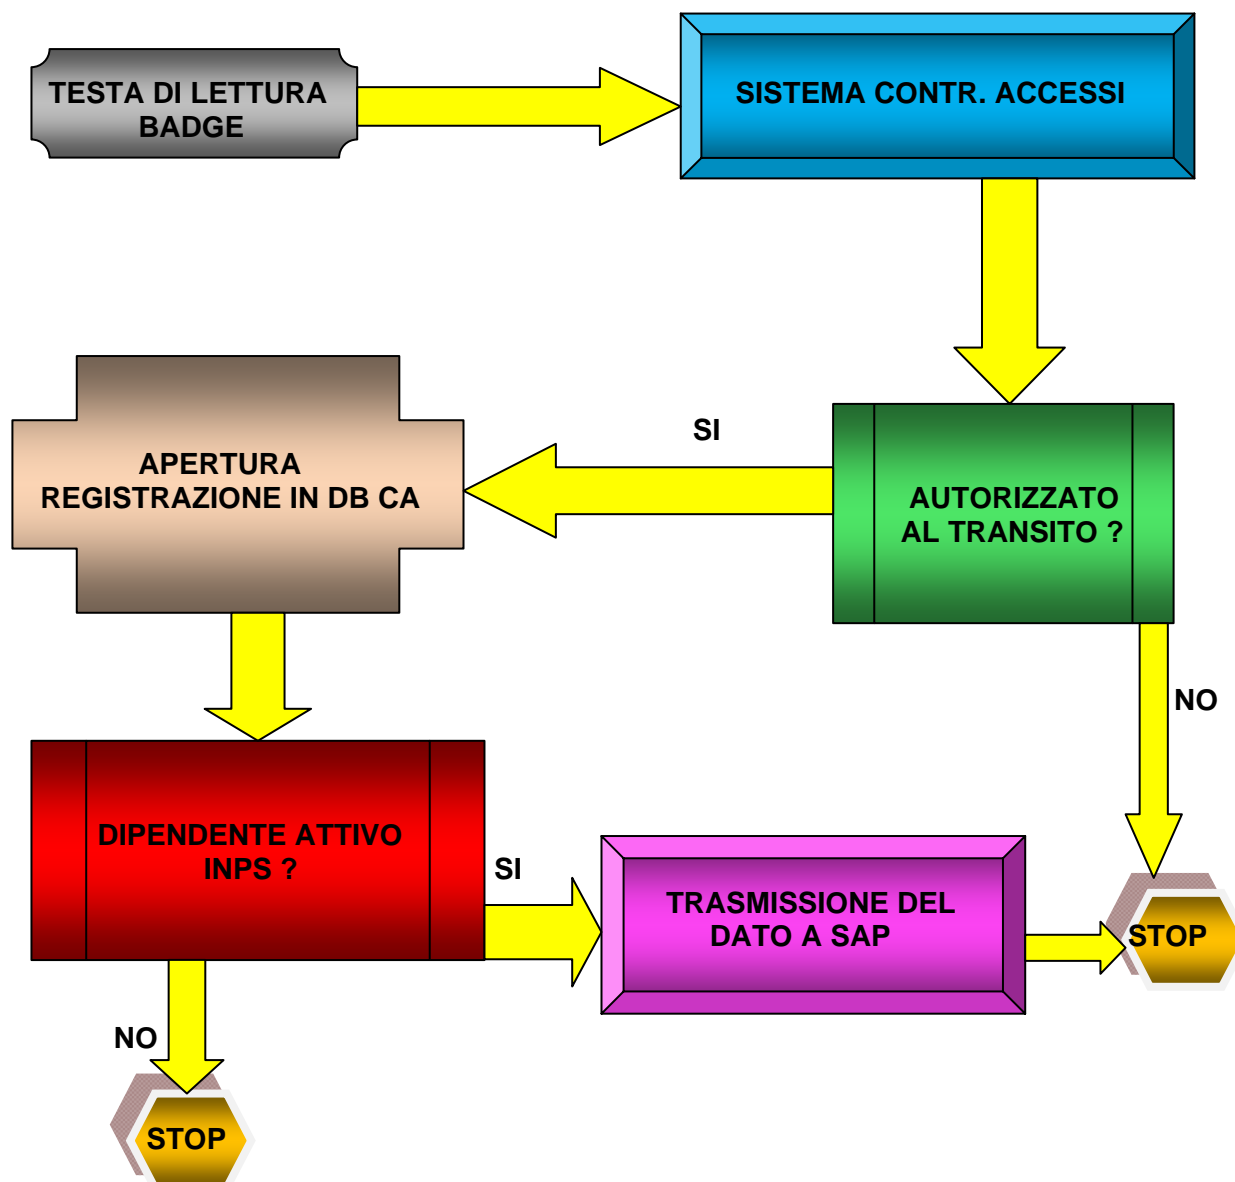 TESTA DI LETTURA
BADGE
SISTEMA CONTR. ACCESSI
SI
APERTURA
REGISTRAZIONE IN DB CA
AUTORIZZATO
AL TRANSITO ?
NO
DIPENDENTE ATTIVO
INPS ?
SI
TRASMISSIONE DEL
DATO A SAP
STOP
NO
STOP